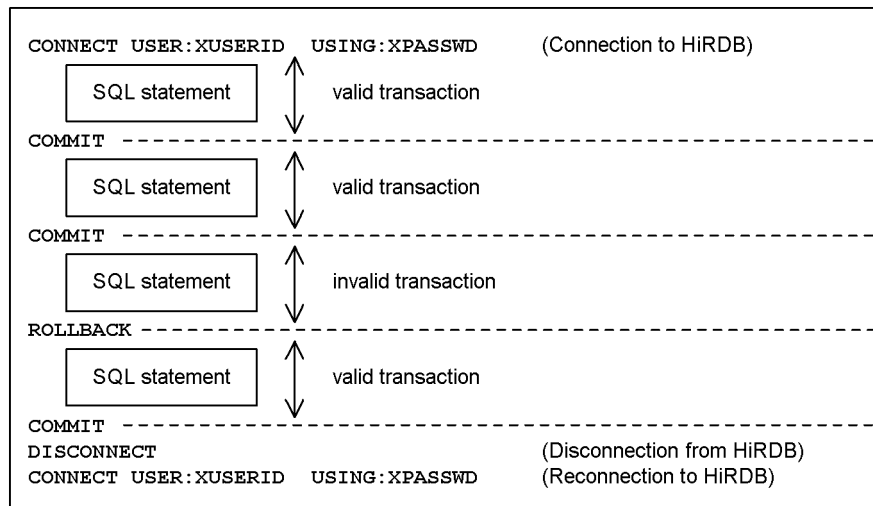 CONNECT USER:XUSERID USING:XPASSWD (Connection to HiRDB)
SQL statement valid transaction
COMMIT
SQL statement valid transaction
COMMIT
SQL statement invalid transaction
ROLLBACK
SQL statement valid transaction
COMMIT
DISCONNECT (Disconnection from HiRDB)
CONNECT USER:XUSERID USING:XPASSWD (Reconnection to HiRDB)